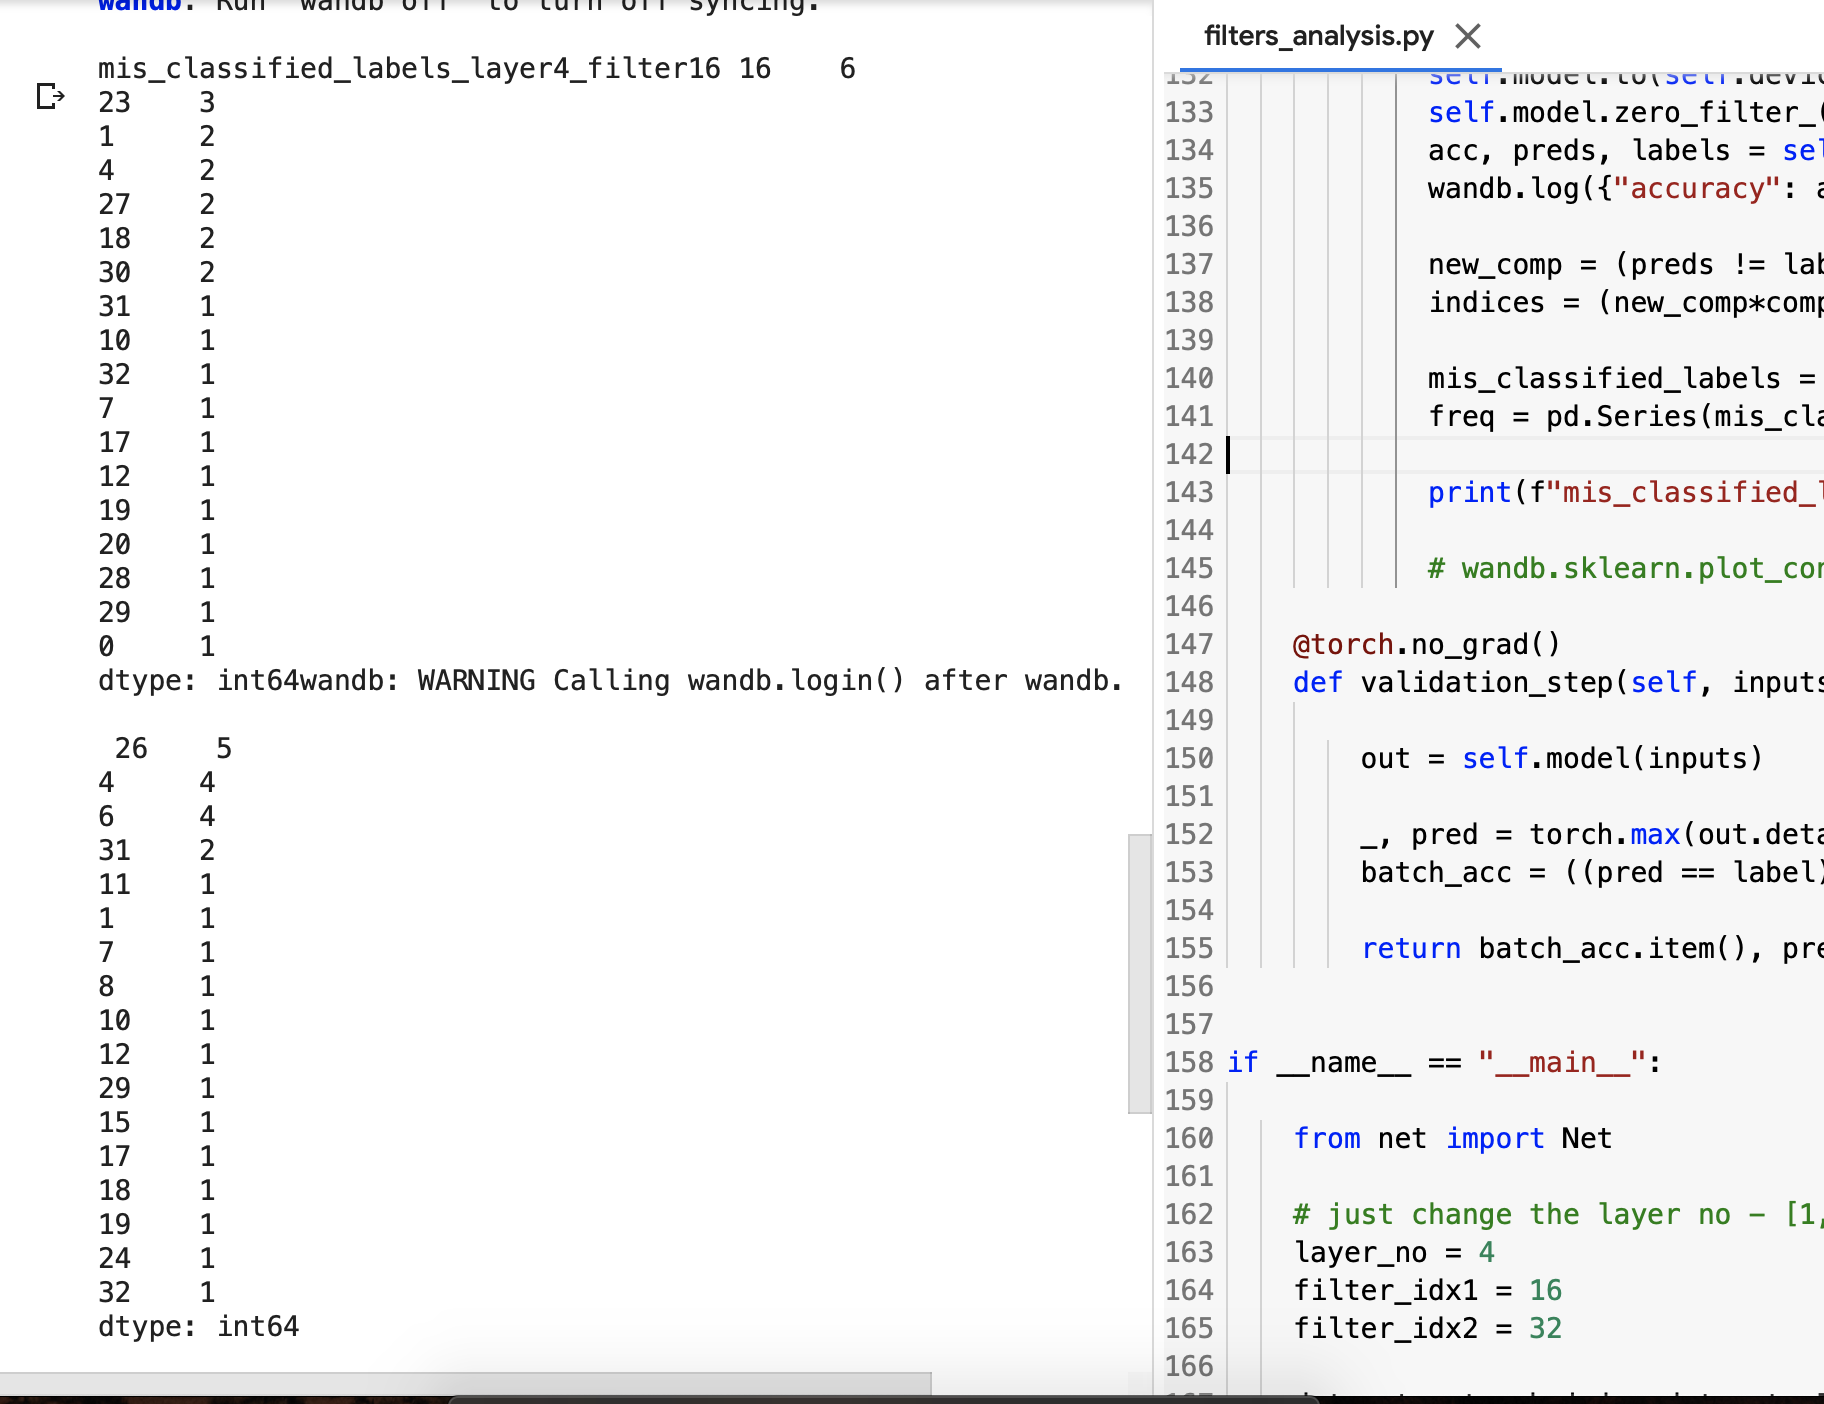 wandb: Run `wandb off` to turn off syncing.
mis_classified_labels_layer4_filter16 16    6
23    3
1     2
4     2
27    2
18    2
30    2
31    1
10    1
32    1
7     1
17    1
12    1
19    1
20    1
28    1
29    1
0     1
dtype: int64wandb: WARNING Calling wandb.login() after wandb.
26    5
4     4
6     4
31    2
11    1
1     1
7     1
8     1
10    1
12    1
29    1
15    1
17    1
18    1
19    1
24    1
32    1
dtype: int64
filters_analysis.py
132 self.model.to(self.devic
133 self.model.zero_filter_(
134 acc, preds, labels = sel
135 wandb.log({"accuracy": a
136
137 new_comp = (preds != lab
138 indices = (new_comp*comp
139
140 mis_classified_labels =
141 freq = pd.Series(mis_cla
142
143 print(f"mis_classified_l
144
145 # wandb.sklearn.plot_con
146
147 @torch.no_grad()
148 def validation_step(self, inputs
149
150 out = self.model(inputs)
151
152 _, pred = torch.max(out.deta
153 batch_acc = ((pred == label)
154
155 return batch_acc.item(), pre
156
157
158 if __name__ == "__main__":
159
160 from net import Net
161
162 # just change the layer no - [1,
163 layer_no = 4
164 filter_idx1 = 16
165 filter_idx2 = 32
166